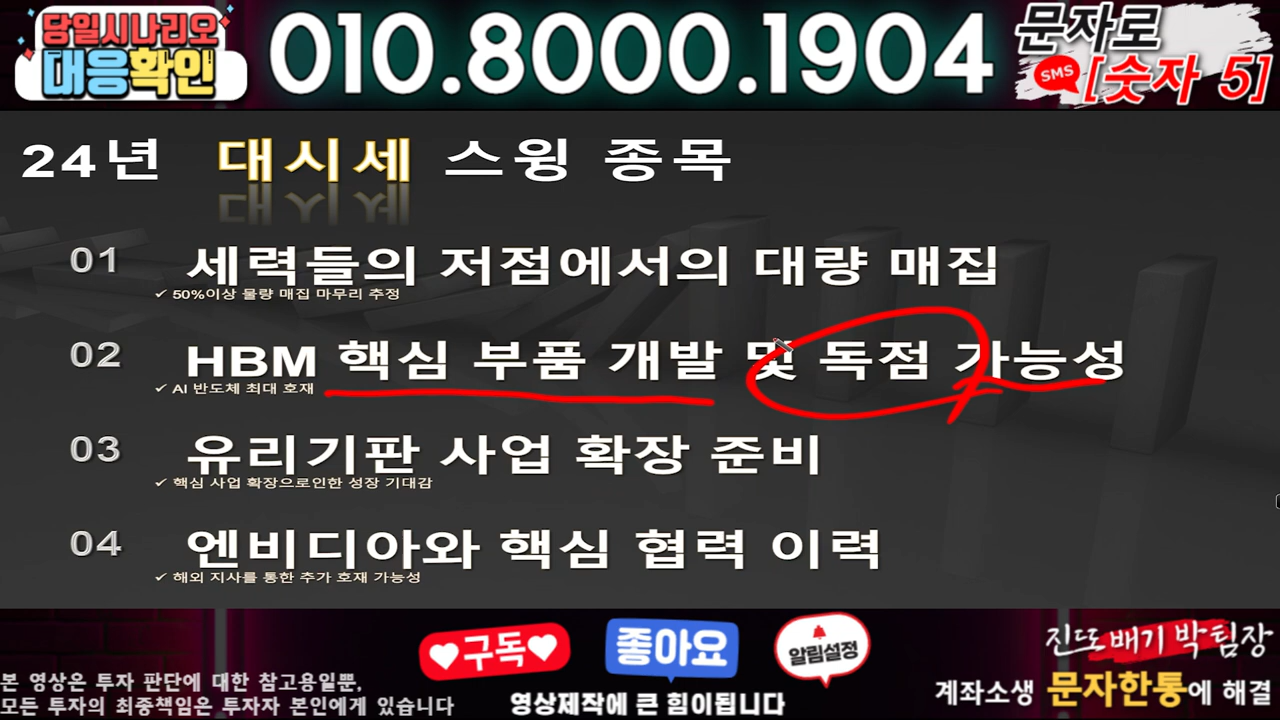 당일시나리오
대응확인
010.8000.1904
문자로
SMS
[숫자 5]
24년 대시세 스윙 종목
01 세력들의 저점에서의 대량 매집
✓ 50%이상 물량 매집 마무리 추정
02 HBM 핵심 부품 개발 및 독점 가능성
✓ AI 반도체 최대 호재
03 유리기판 사업 확장 준비
✓ 핵심 사업 확장으로인한 성장 기대감
04 엔비디아와 핵심 협력 이력
✓ 해외 지사를 통한 추가 호재 가능성
구독
좋아요
알림설정
영상제작에 큰 힘이됩니다
본 영상은 투자 판단에 대한 참고용일뿐,
모든 투자의 최종책임은 투자자 본인에게 있습니다
진또배기 박팀장
계좌소생 문자한통에 해결